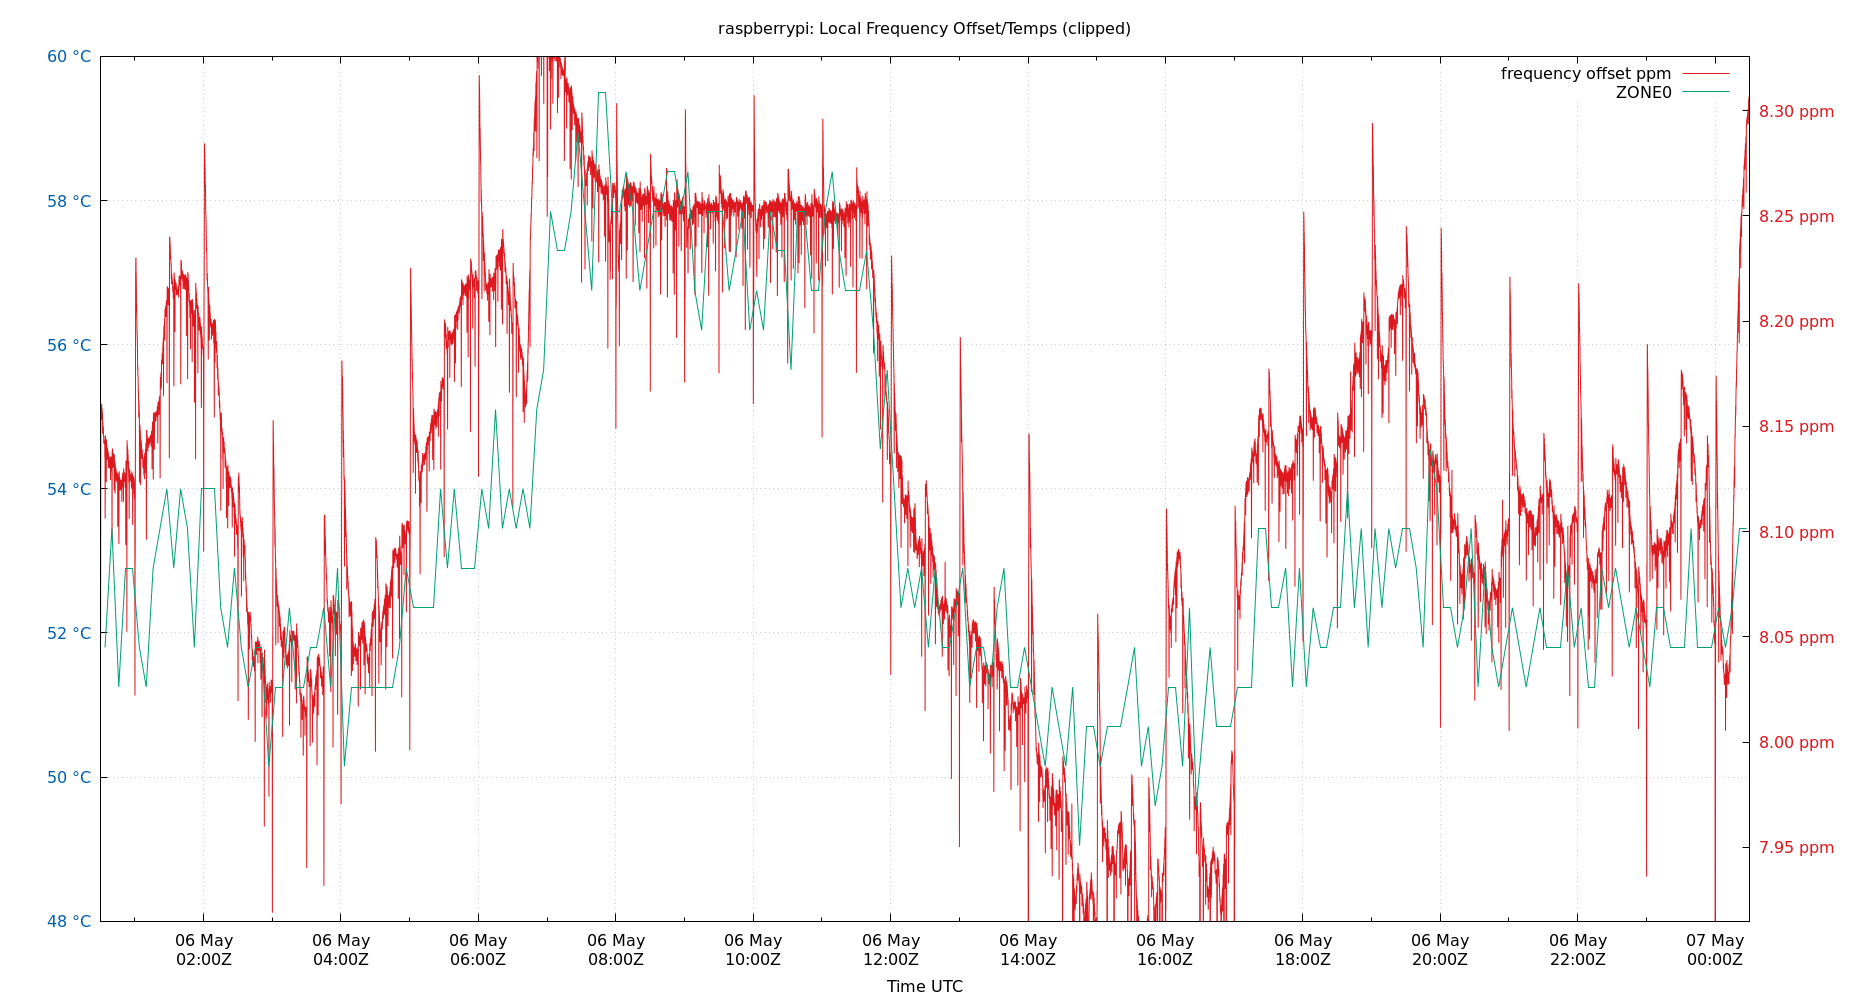 raspberrypi: Local Frequency Offset/Temps (clipped)
60 °C
58 °C
56 °C
54 °C
52 °C
50 °C
48 °C
frequency offset ppm
ZONE0
8.30 ppm
8.25 ppm
8.20 ppm
8.15 ppm
8.10 ppm
8.05 ppm
8.00 ppm
7.95 ppm
06 May
02:00Z
06 May
04:00Z
06 May
06:00Z
06 May
08:00Z
06 May
10:00Z
06 May
12:00Z
06 May
14:00Z
06 May
16:00Z
06 May
18:00Z
06 May
20:00Z
06 May
22:00Z
07 May
00:00Z
Time UTC